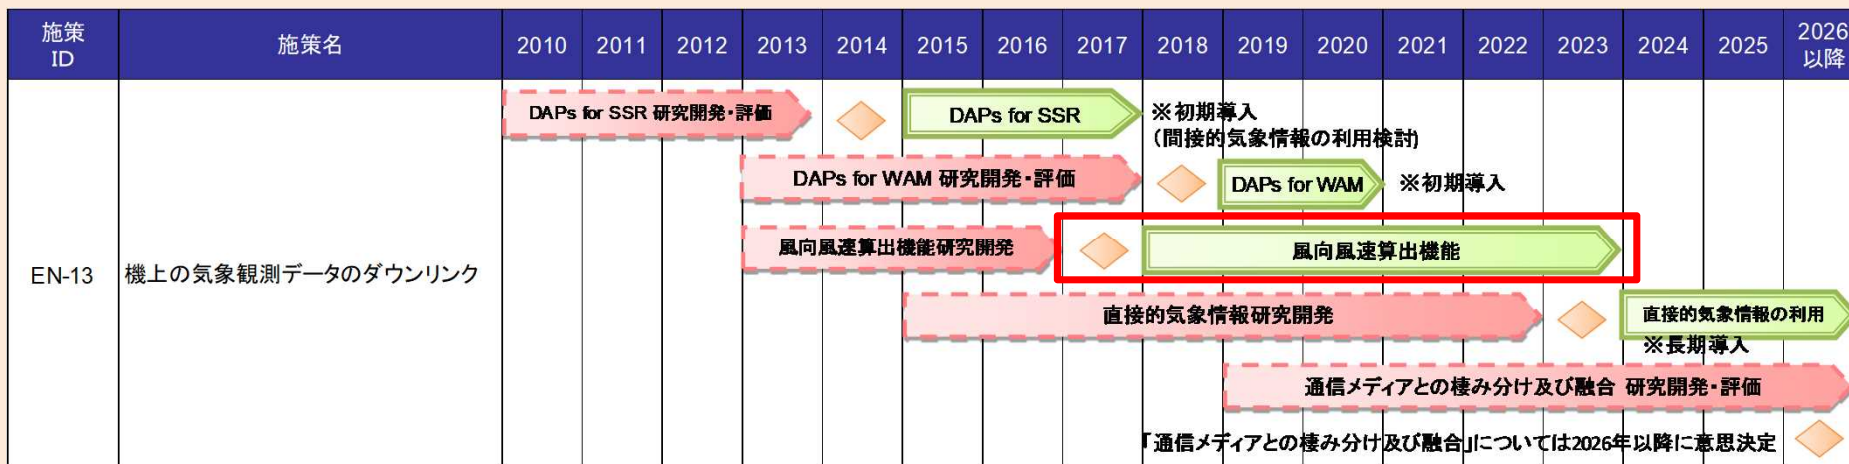 施策
ID
施策名
2010
2011
2012
2013
2014
2015
2016
2017
2018
2019
2020
2021
2022
2023
2024
2025
2026
以降
DAPs for SSR 研究開発・評価
DAPs for SSR
※初期導入
(間接的気象情報の利用検討)
DAPs for WAM 研究開発・評価
DAPs for WAM
※初期導入
風向風速算出機能研究開発
風向風速算出機能
EN-13
機上の気象観測データのダウンリンク
直接的気象情報研究開発
直接的気象情報の利用
※長期導入
通信メディアとの棲み分け及び融合 研究開発・評価
「通信メディアとの棲み分け及び融合」については2026年以降に意思決定